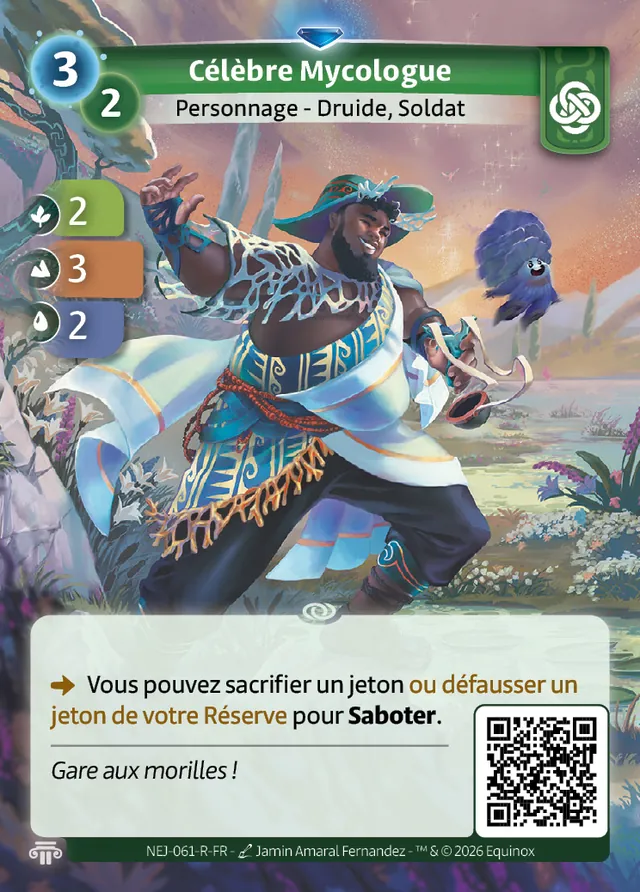 3
Célèbre Mycologue
2
Personnage - Druide, Soldat
2
3
2
Vous pouvez sacrifier un jeton ou défausser un
jeton de votre Réserve pour Saboter.
Gare aux morilles !
NEJ-061-R-FR - Jamin Amaral Fernandez - ™ & © 2026 Equinox